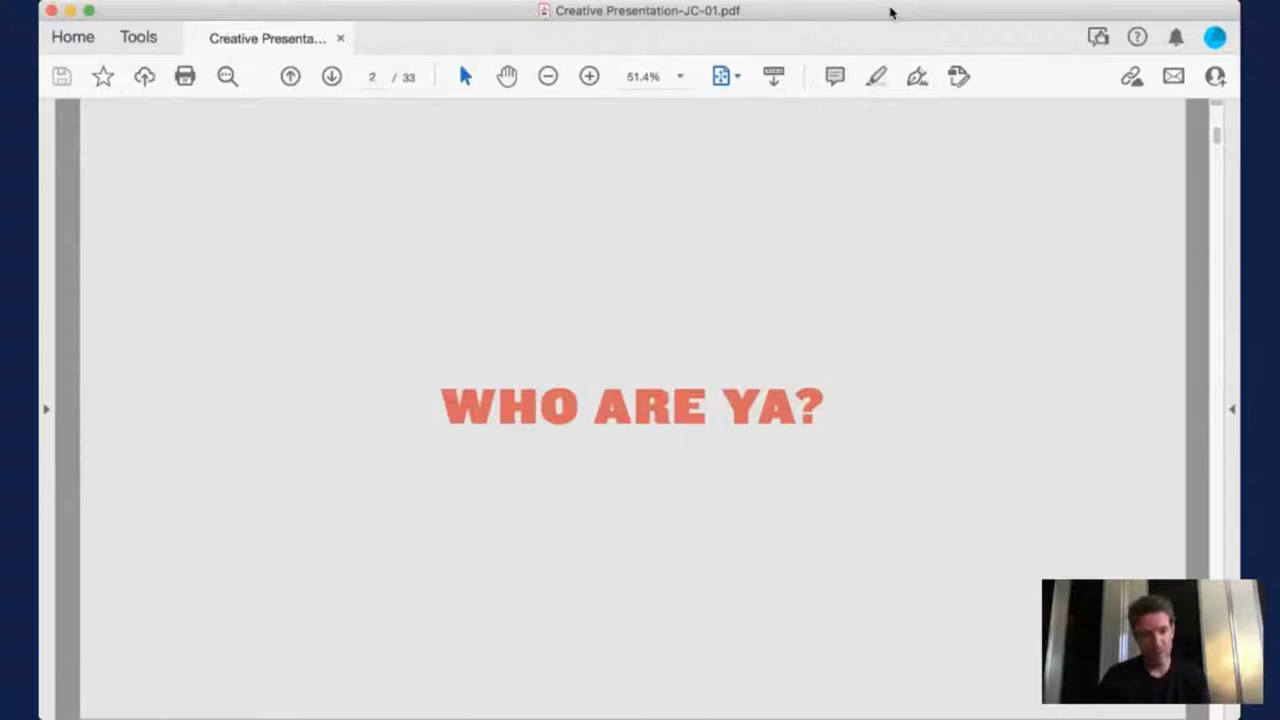 Creative Presentation-JC-01.pdf
Home Tools Creative Presenta...
2 / 33 51.4%
WHO ARE YA?